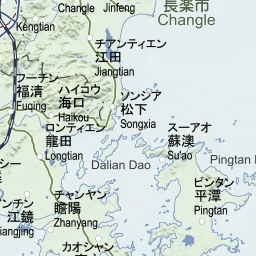 Kengtian
Jinfeng
長楽市
Changle
チアンティエン
江田
Jiangtian
フーチン
福清
Fuqing
ハイコウ
海口
Haikou
ソンシア
松下
Songxia
ロンティエン
龍田
Longtian
スーアオ
蘇澳
Su'ao
Dalian Dao
Pingtan
ピンタン
平潭
Pingtan
チャンヤン
瞻陽
Zhanyang
江鏡
カオシャン